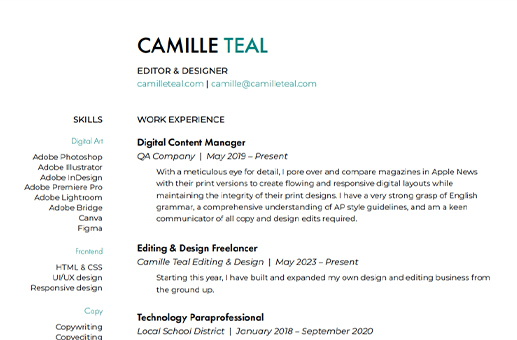 CAMILLE TEAL
EDITOR & DESIGNER
camilleteal.com | camille@camilleteal.com
SKILLS
Digital Art
Adobe Photoshop
Adobe Illustrator
Adobe InDesign
Adobe Premiere Pro
Adobe Lightroom
Adobe Bridge
Canva
Figma
Frontend
HTML & CSS
UI/UX design
Responsive design
Copy
Copywriting
Copyediting
WORK EXPERIENCE
Digital Content Manager
QA Company | May 2019 – Present
With a meticulous eye for detail, I pore over and compare magazines in Apple News
with their print versions to create flowing and responsive digital layouts while
maintaining the integrity of their print designs. I have a very strong grasp of English
grammar, a comprehensive understanding of AP style guidelines, and am a keen
communicator of all copy and design edits required.
Editing & Design Freelancer
Camille Teal Editing & Design | May 2023 – Present
Starting this year, I have built and expanded my own design and editing business from
the ground up.
Technology Paraprofessional
Local School District | January 2018 – September 2020